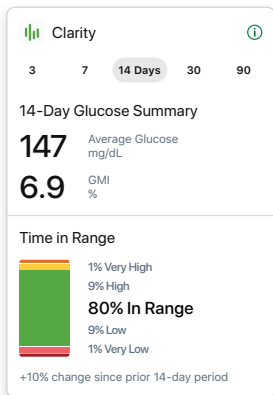 Clarity
3 7 14 Days 30 90
14-Day Glucose Summary
147 Average Glucose
mg/dL
6.9 GMI
%
Time in Range
1% Very High
9% High
80% In Range
9% Low
1% Very Low
+10% change since prior 14-day period